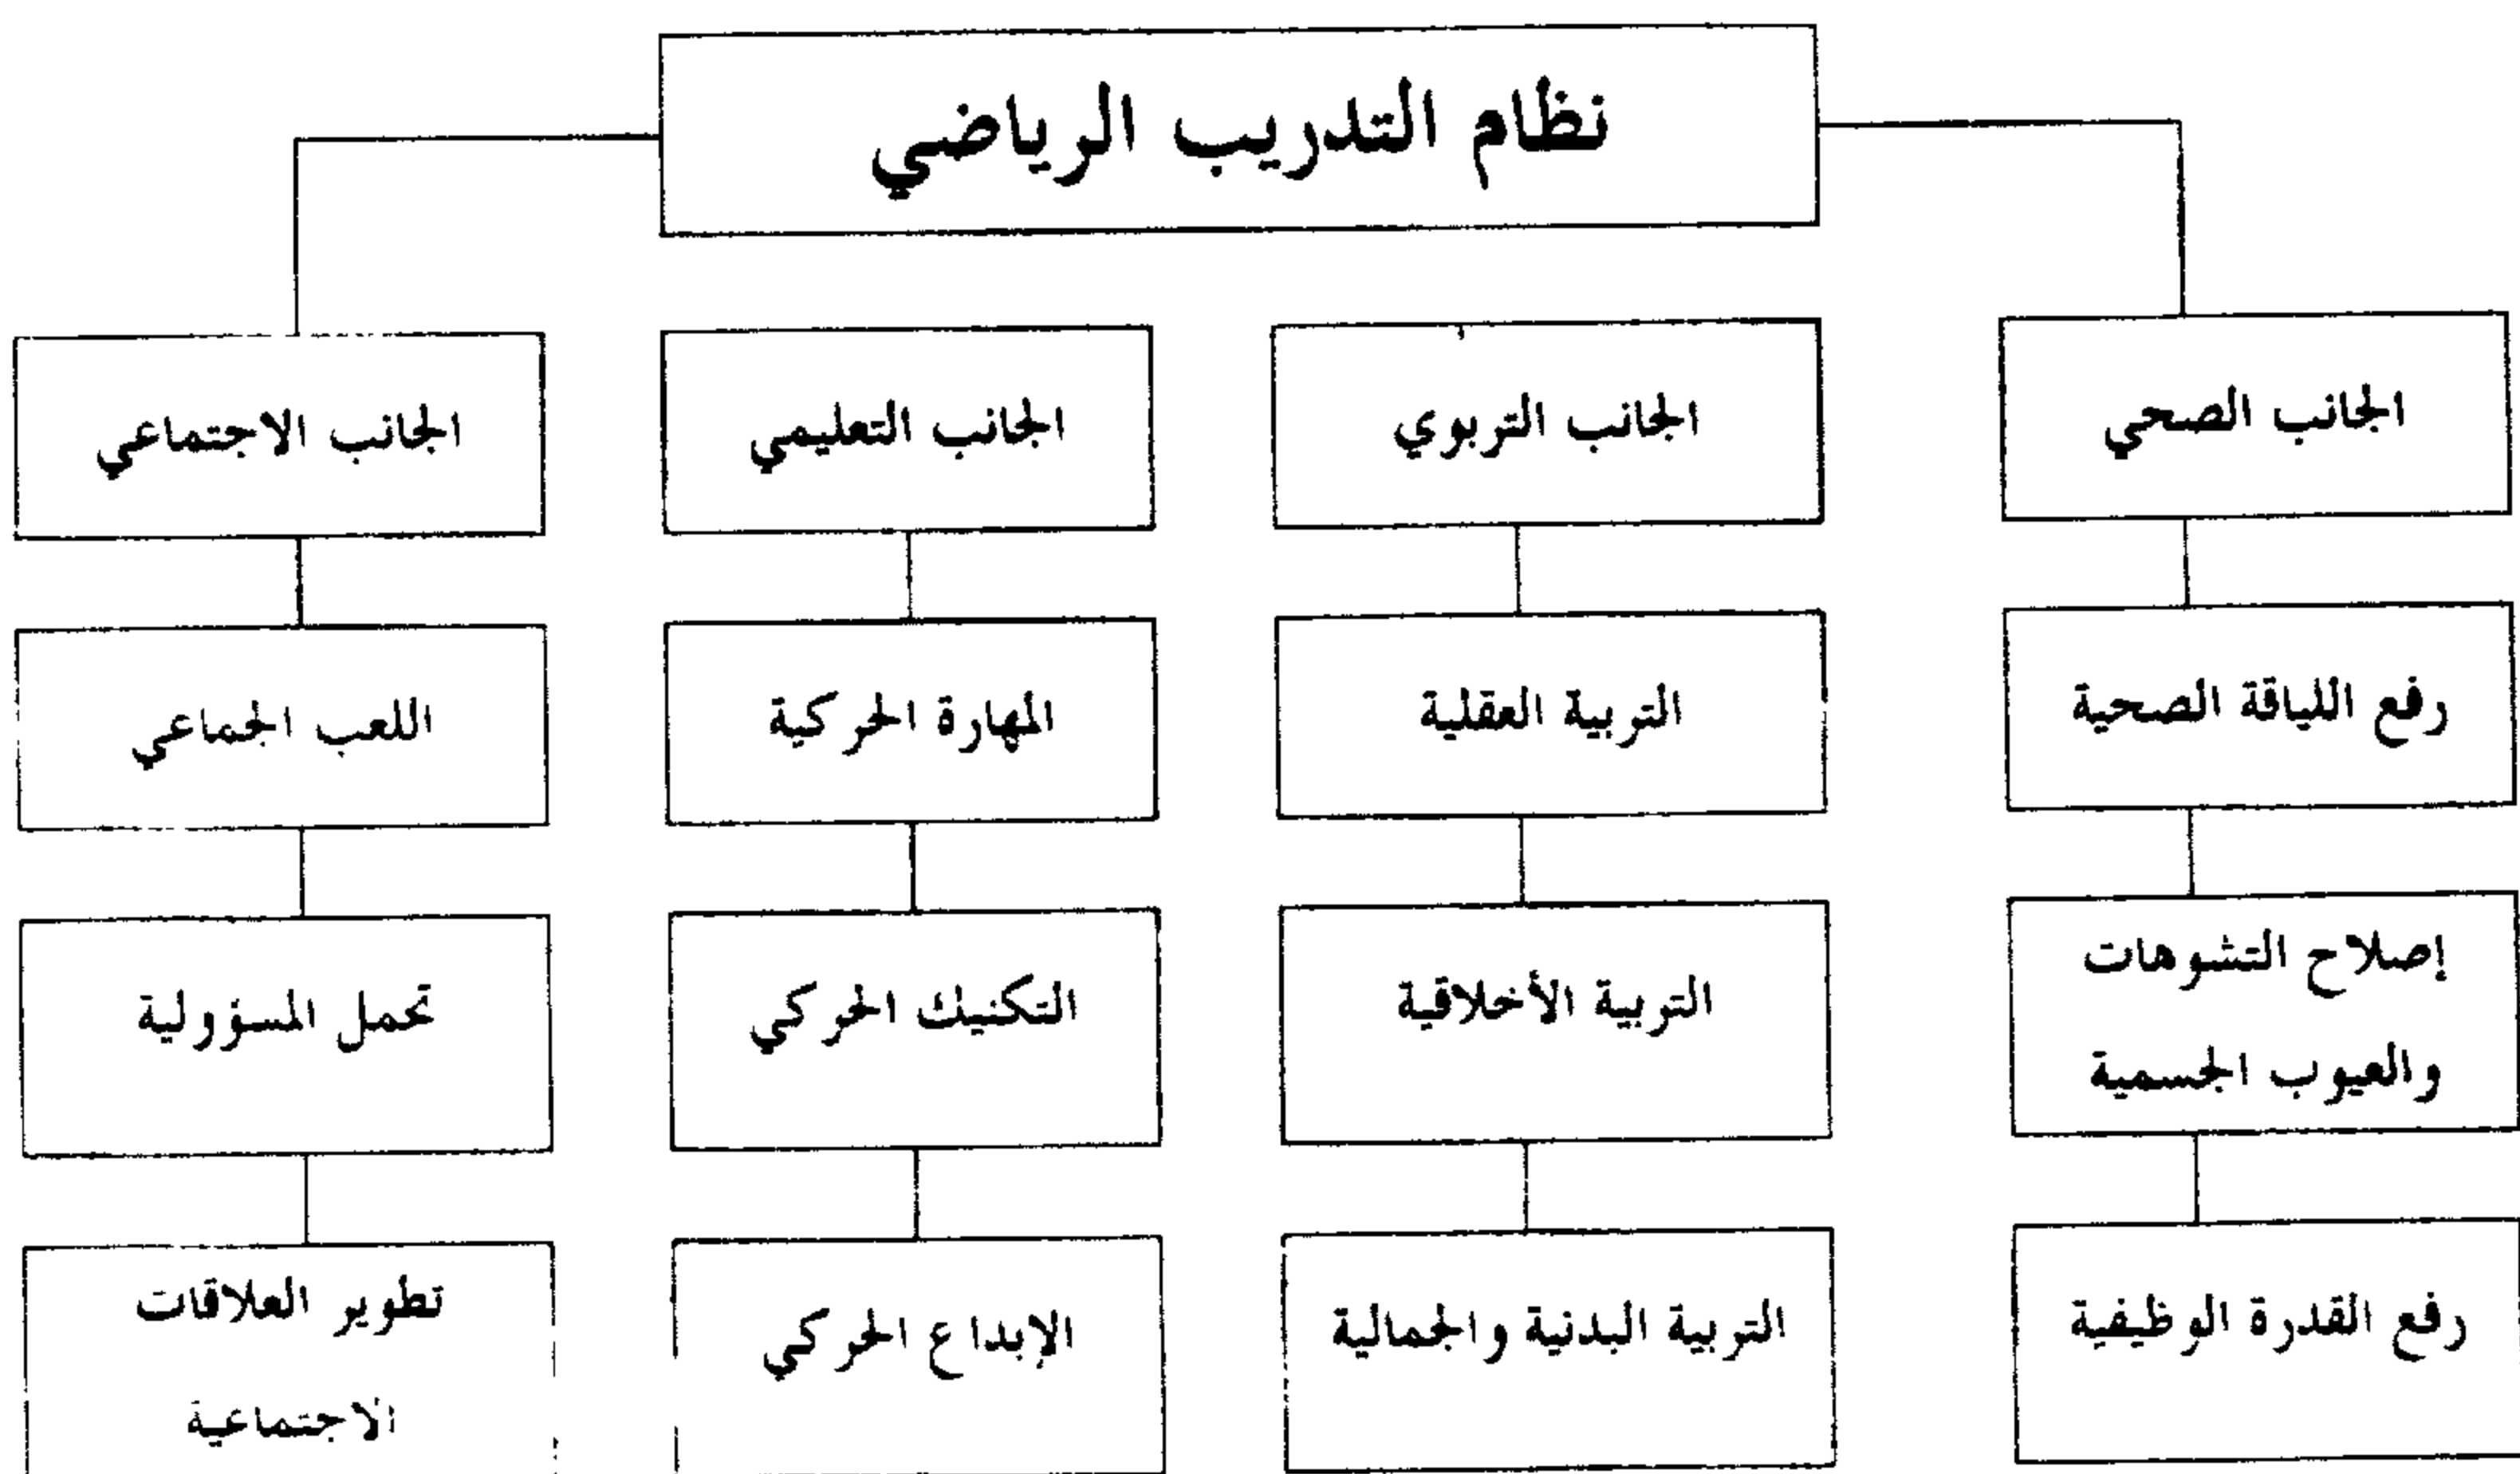 نظام التدريب الرياضي
الجانب الصحي
الجانب التربوي
الجانب التعليمي
الجانب الاجتماعي
رفع اللياقة الصحية
التربية العقلية
المهارة الحركية
اللعب الجماعي
إصلاح التشوهات
والعيوب الجسمية
التربية الأخلاقية
التكنيك الحركي
تحمل المسؤولية
رفع القدرة الوظيفية
التربية البدنية والجمالية
الإبداع الحركي
تطوير العلاقات
الاجتماعية